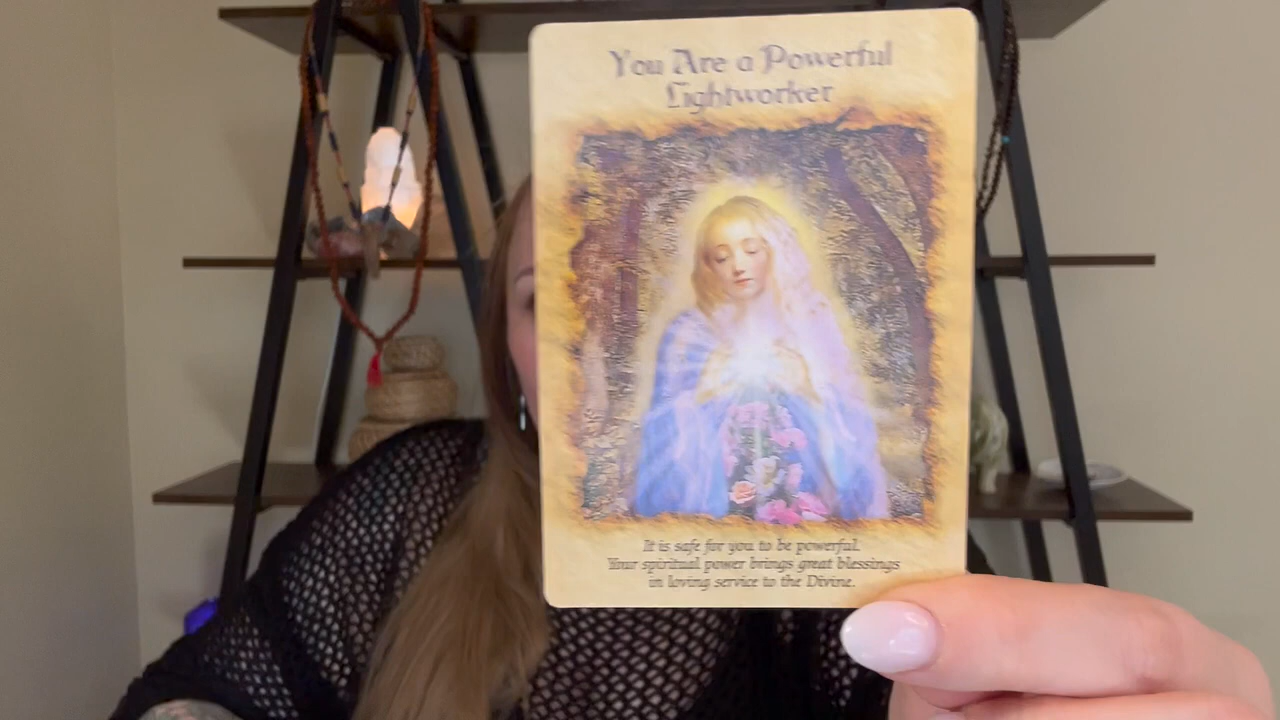 You Are a Powerful
Lightworker
It is safe for you to be powerful.
Your spiritual power brings great blessings
in loving service to the Divine.